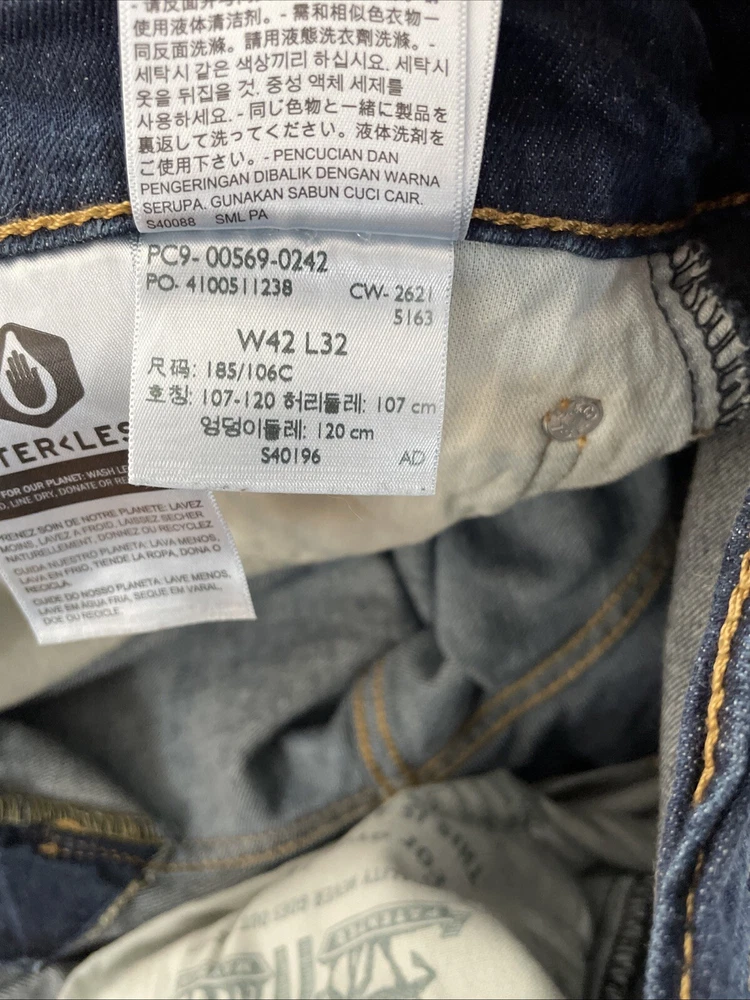 使用液体清洁剂。- 需和相似色衣物一
同反面洗滌。請用液態洗衣劑洗滌。-
세탁시 같은 색상끼리 하십시요. 세탁시
옷을 뒤집을 것. 중성 액체 세제를
사용하세요. - 同じ色物と一緒に製品を
裏返して洗ってください。液体洗剤を
ご使用下さい。- PENCUCIAN DAN
PENGERINGAN DIBALIK DENGAN WARNA
SERUPA. GUNAKAN SABUN CUCI CAIR.
S40088 SML PA
PC9- 00569-0242
PO- 4100511238 CW- 2621
5163
W42 L32
尺码: 185/106C
호칭: 107-120 허리둘레: 107 cm
엉덩이둘레: 120 cm
S40196 AD
TER<LES
FOR OUR PLANET: WASH LE
D, LINE DRY, DONATE OR RE
RENEZ SOIN DE NOTRE PLANETE: LAVEZ
MOINS, LAVEZ A FROID, LAISSEZ SECHER
NATURELLEMENT, DONNEZ OU RECYCLEZ
CUIDA NUESTRO PLANETA: LAVA MENOS,
LAVA EN FRIO, TIENDE LA ROPA, DONA O
RECICLA.
CUIDE DO NOSSO PLANETA: LAVE MENOS,
LAVE EM ÁGUA FRIA, SEQUE EM VARAL,
DOE OU RECICLE.
THIS IS
FOR
QUALITY NEVER GOES OUT